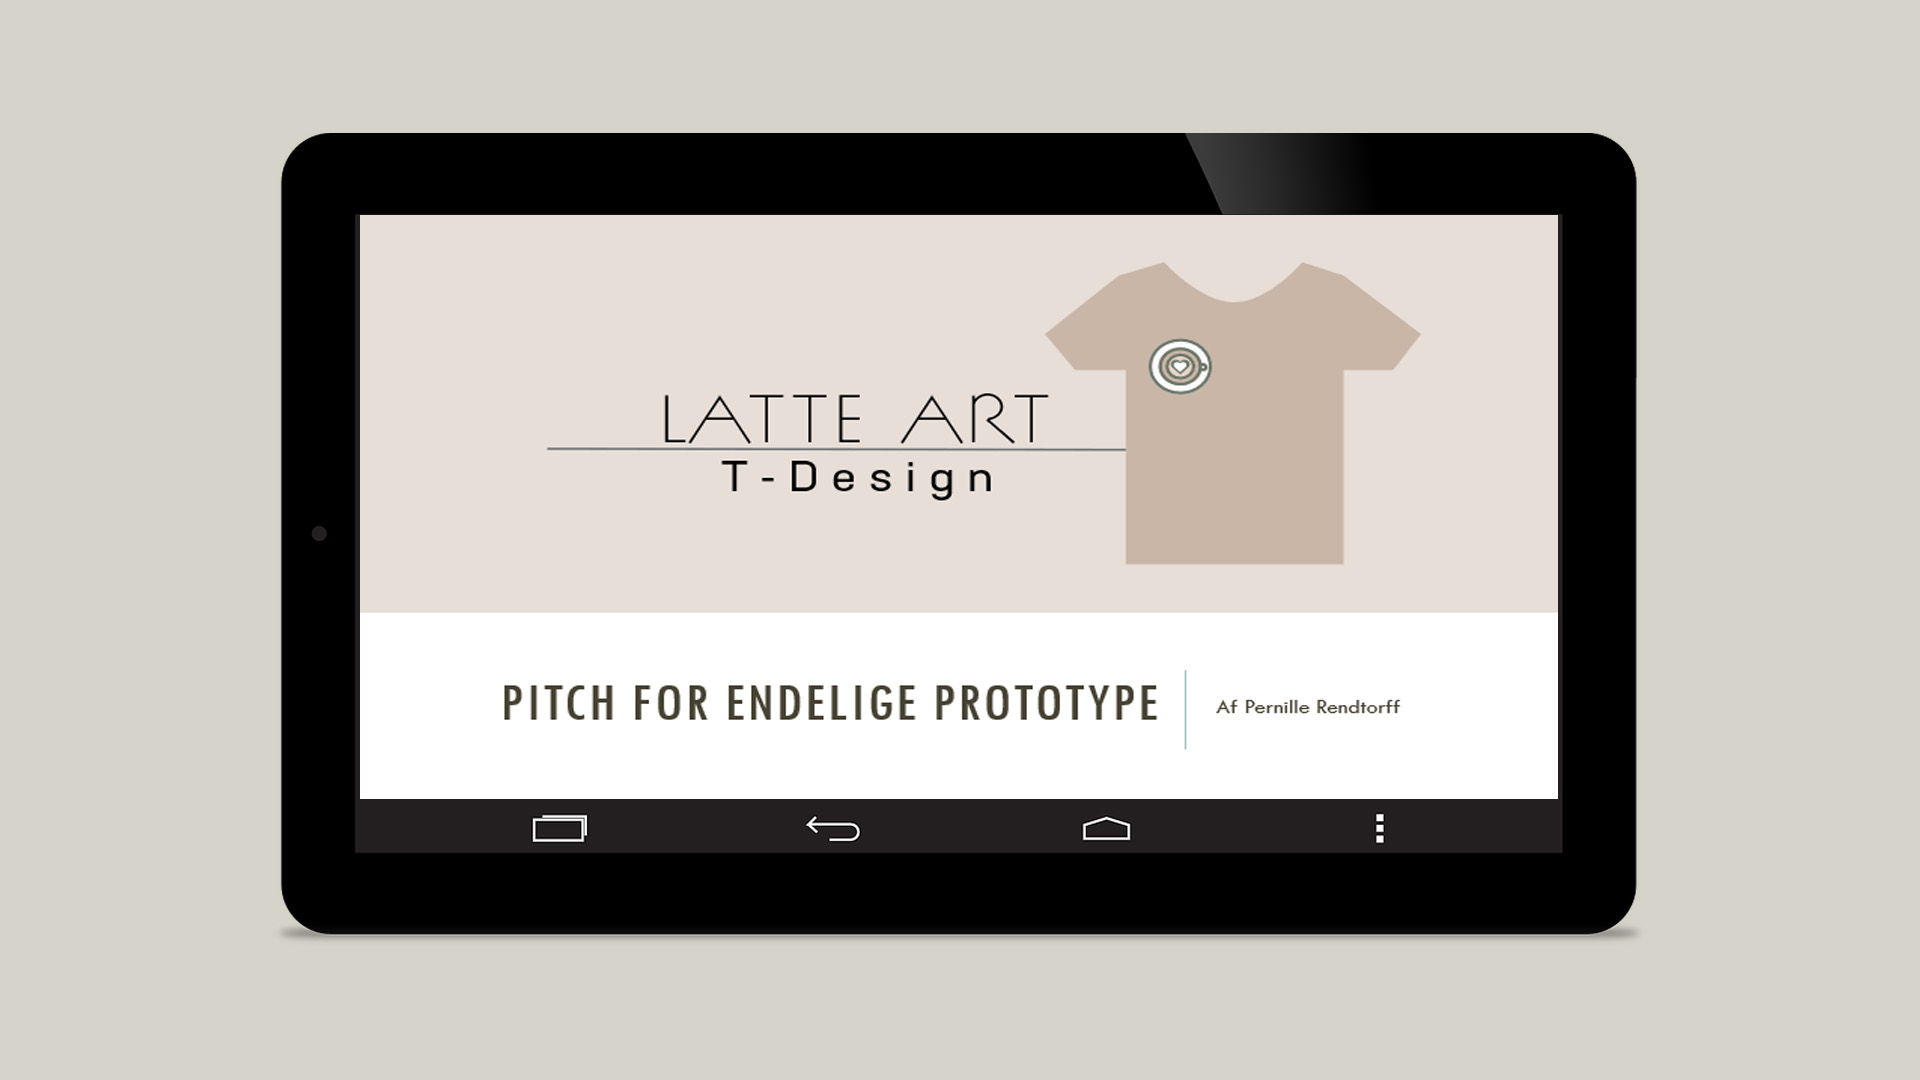 LATTE ART
T-Design
PITCH FOR ENDELIGE PROTOTYPE
Af Pernille Rendtorff